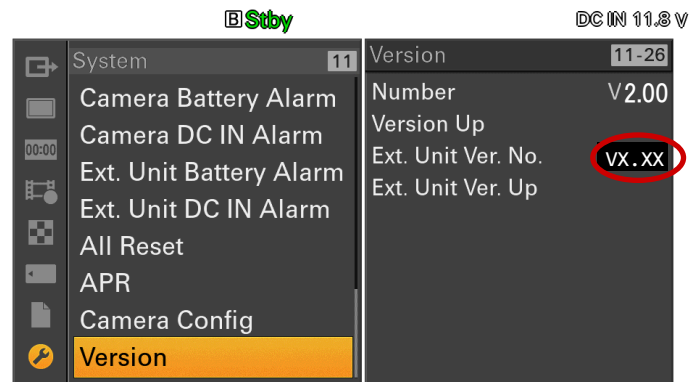 B Stby DC IN 11.8 V
System 11
Camera Battery Alarm
Camera DC IN Alarm
Ext. Unit Battery Alarm
Ext. Unit DC IN Alarm
All Reset
APR
Camera Config
Version
00:00
Version 11-26
Number V2.00
Version Up
Ext. Unit Ver. No. vx.xx
Ext. Unit Ver. Up